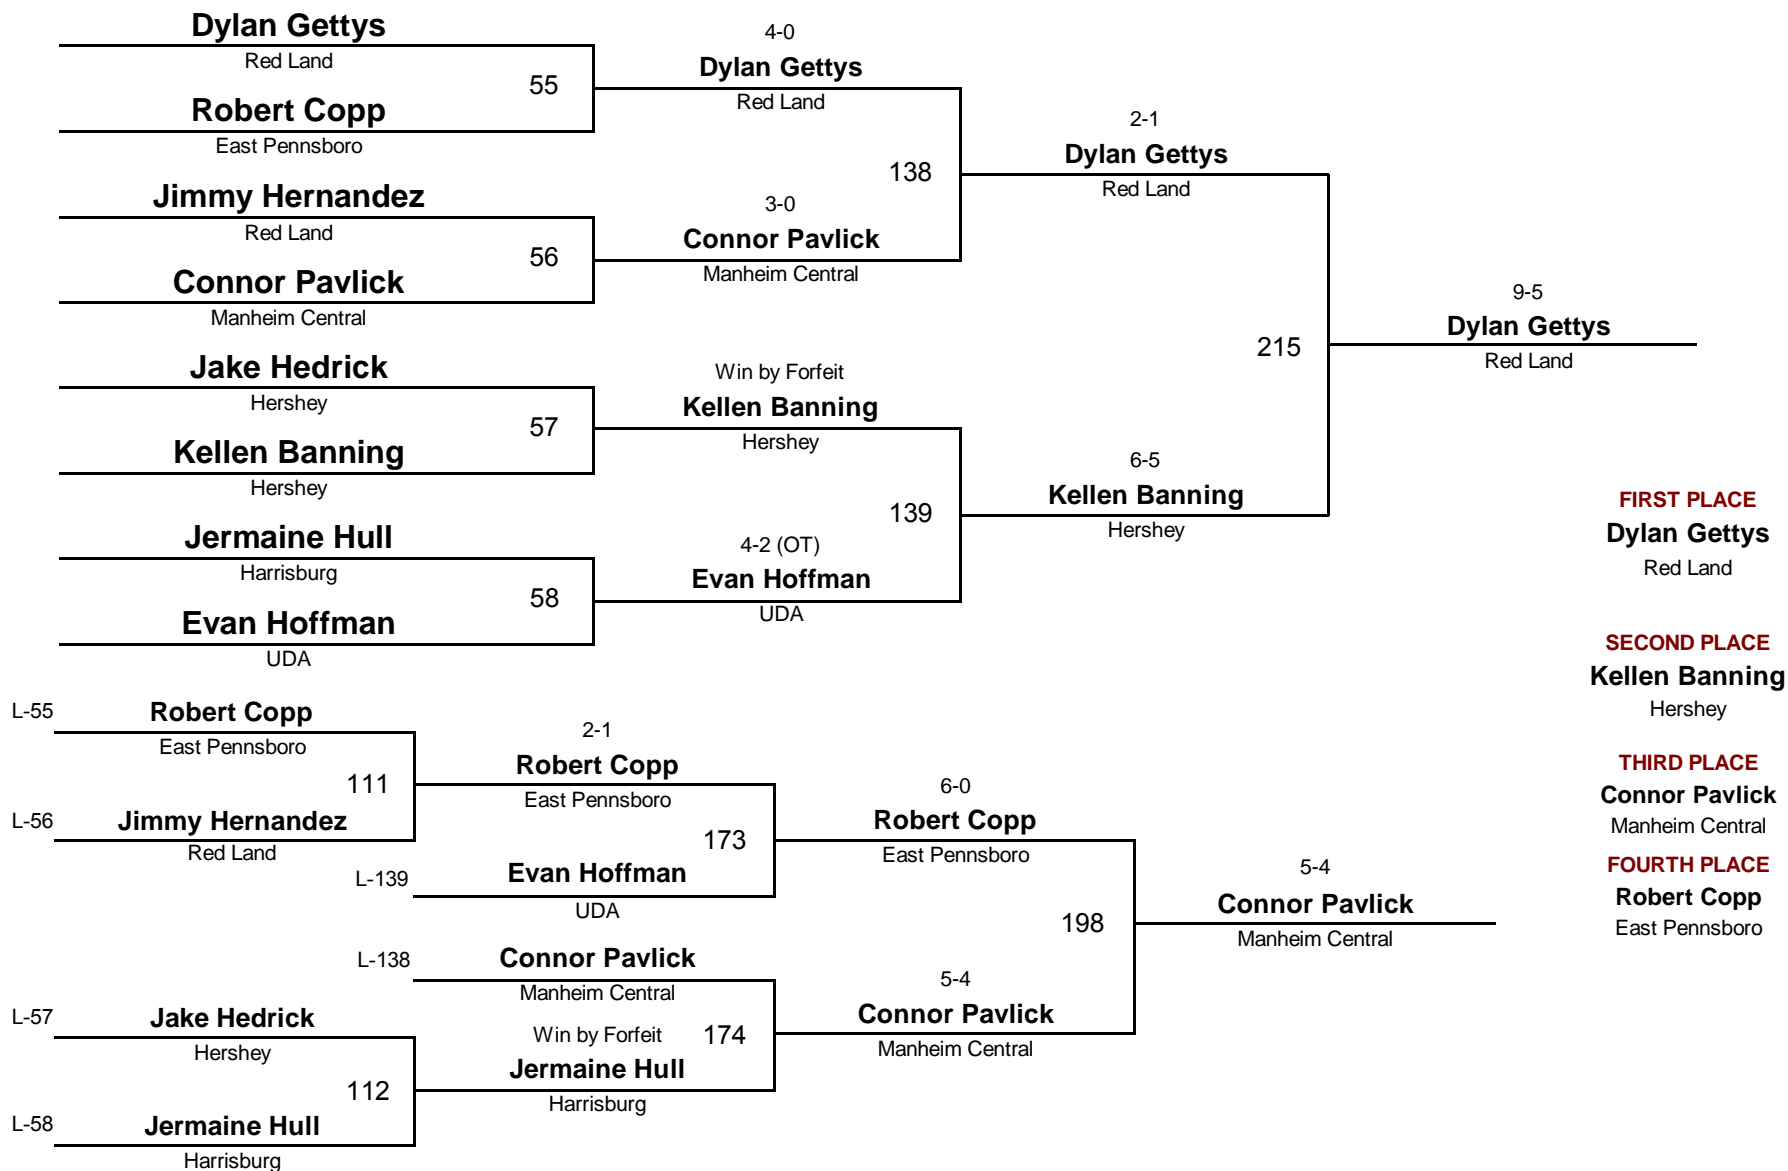 Dylan Gettys
Red Land
55
Robert Copp
East Pennsboro
Jimmy Hernandez
Red Land
56
Connor Pavlick
Manheim Central
Jake Hedrick
Hershey
57
Kellen Banning
Hershey
Jermaine Hull
Harrisburg
58
Evan Hoffman
UDA
4-0
Dylan Gettys
Red Land
138
3-0
Connor Pavlick
Manheim Central
Win by Forfeit
Kellen Banning
Hershey
139
4-2 (OT)
Evan Hoffman
UDA
2-1
Dylan Gettys
Red Land
215
6-5
Kellen Banning
Hershey
9-5
Dylan Gettys
Red Land
FIRST PLACE
Dylan Gettys
Red Land
SECOND PLACE
Kellen Banning
Hershey
THIRD PLACE
Connor Pavlick
Manheim Central
FOURTH PLACE
Robert Copp
East Pennsboro
L-55
Robert Copp
East Pennsboro
111
L-56
Jimmy Hernandez
Red Land
L-57
Jake Hedrick
Hershey
112
L-58
Jermaine Hull
Harrisburg
2-1
Robert Copp
East Pennsboro
173
L-139
Evan Hoffman
UDA
L-138
Connor Pavlick
Manheim Central
Win by Forfeit
174
Jermaine Hull
Harrisburg
6-0
Robert Copp
East Pennsboro
198
5-4
Connor Pavlick
Manheim Central
5-4
Connor Pavlick
Manheim Central